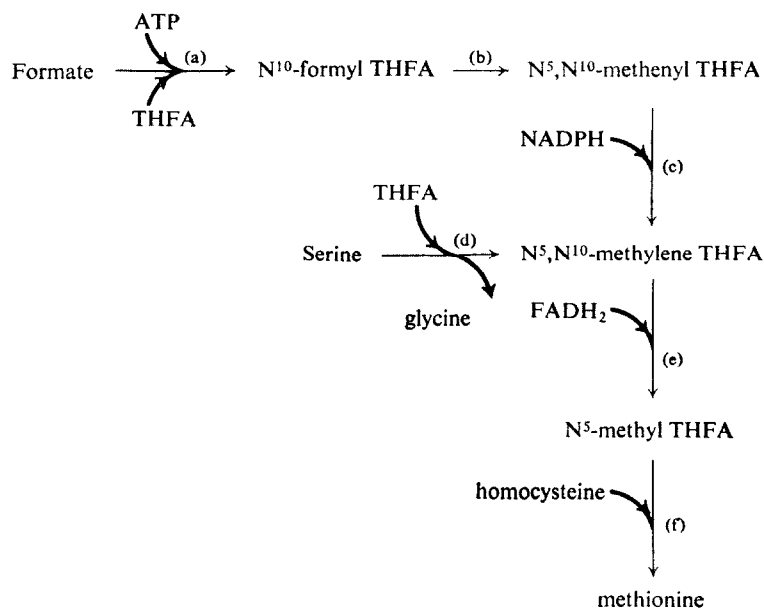 ATP
(a)
Formate
N¹⁰-formyl THFA
(b)
N⁵,N¹⁰-methenyl THFA
THFA
NADPH
(c)
THFA
(d)
Serine
N⁵,N¹⁰-methylene THFA
glycine
FADH₂
(e)
N⁵-methyl THFA
homocysteine
(f)
methionine